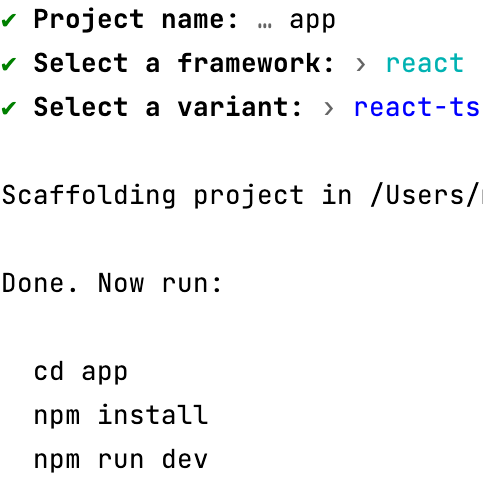 ✔ Project name: … app
✔ Select a framework: › react
✔ Select a variant: › react-ts
Scaffolding project in /Users/
Done. Now run:
cd app
npm install
npm run dev